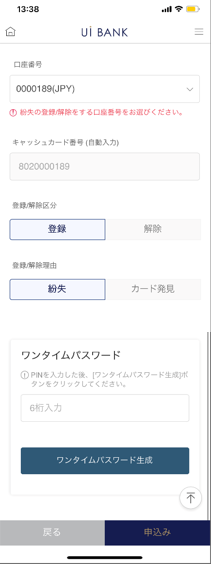 13:38
UI BANK
口座番号
0000189(JPY)
紛失の登録/解除をする口座番号をお選びください。
キャッシュカード番号 (自動入力)
8020000189
登録/解除区分
登録 解除
登録/解除理由
紛失 カード発見
ワンタイムパスワード
PINを入力した後、[ワンタイムパスワード生成]ボ
タンをクリックしてください。
6桁入力
ワンタイムパスワード生成
戻る 申込み